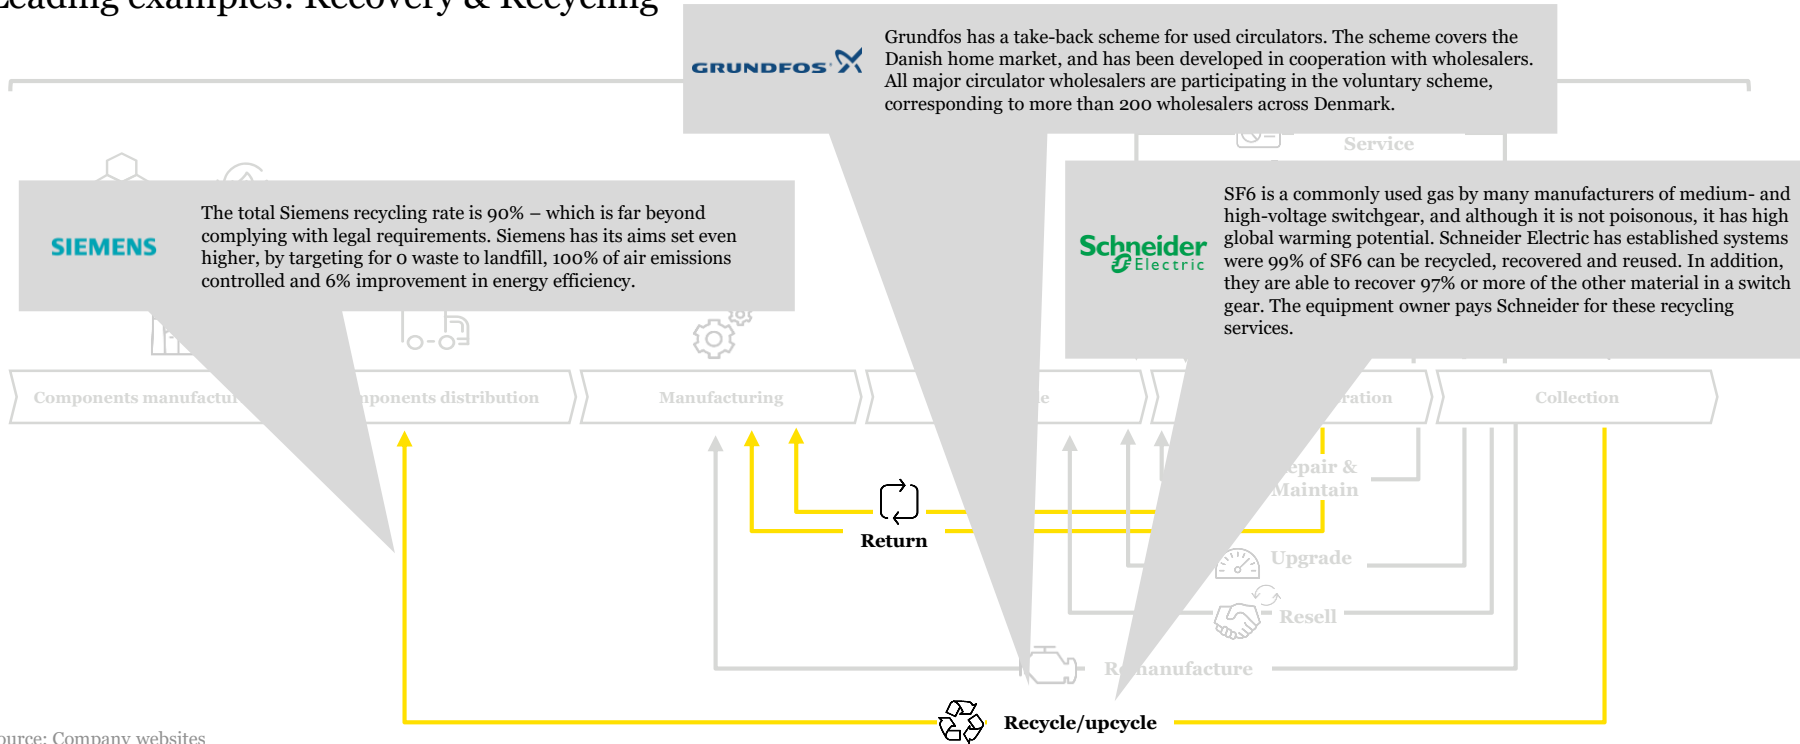 Leading examples: Recovery & Recycling
GRUNDFOS
Grundfos has a take-back scheme for used circulators. The scheme covers the
Danish home market, and has been developed in cooperation with wholesalers.
All major circulator wholesalers are participating in the voluntary scheme,
corresponding to more than 200 wholesalers across Denmark.
Service
SIEMENS
The total Siemens recycling rate is 90% – which is far beyond
complying with legal requirements. Siemens has its aims set even
higher, by targeting for 0 waste to landfill, 100% of air emissions
controlled and 6% improvement in energy efficiency.
Schneider
Electric
SF6 is a commonly used gas by many manufacturers of medium- and
high-voltage switchgear, and although it is not poisonous, it has high
global warming potential. Schneider Electric has established systems
were 99% of SF6 can be recycled, recovered and reused. In addition,
they are able to recover 97% or more of the other material in a switch
gear. The equipment owner pays Schneider for these recycling
services.
Components
distribution
Manufacturing
Collection
Repair &
Maintain
Return
Upgrade
Resell
Remanufacture
Recycle/upcycle
Source: Company websites